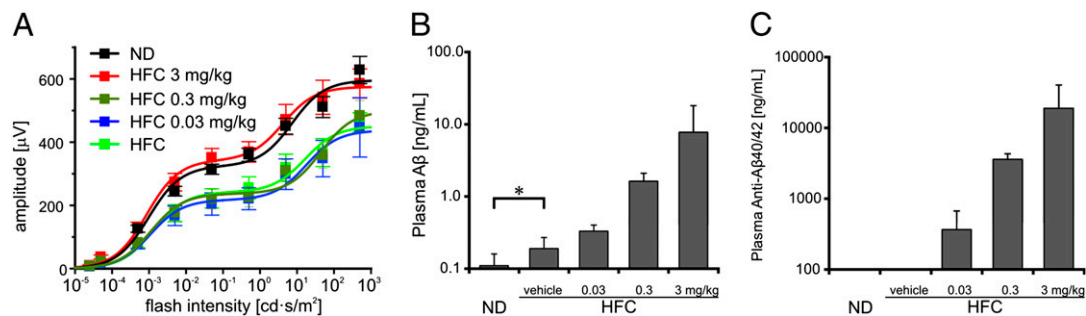 A
amplitude [μV]
600
400
200
0
ND
HFC 3 mg/kg
HFC 0.3 mg/kg
HFC 0.03 mg/kg
HFC
10⁻⁵ 10⁻⁴ 10⁻³ 10⁻² 10⁻¹ 10⁰ 10¹ 10² 10³
flash intensity [cd·s/m²]
B
Plasma Aβ [ng/mL]
100.0
10.0
1.0
0.1
*
vehicle 0.03 0.3 3 mg/kg
ND HFC
C
Plasma Anti-Aβ40/42 [ng/mL]
100000
10000
1000
100
vehicle 0.03 0.3 3 mg/kg
ND HFC